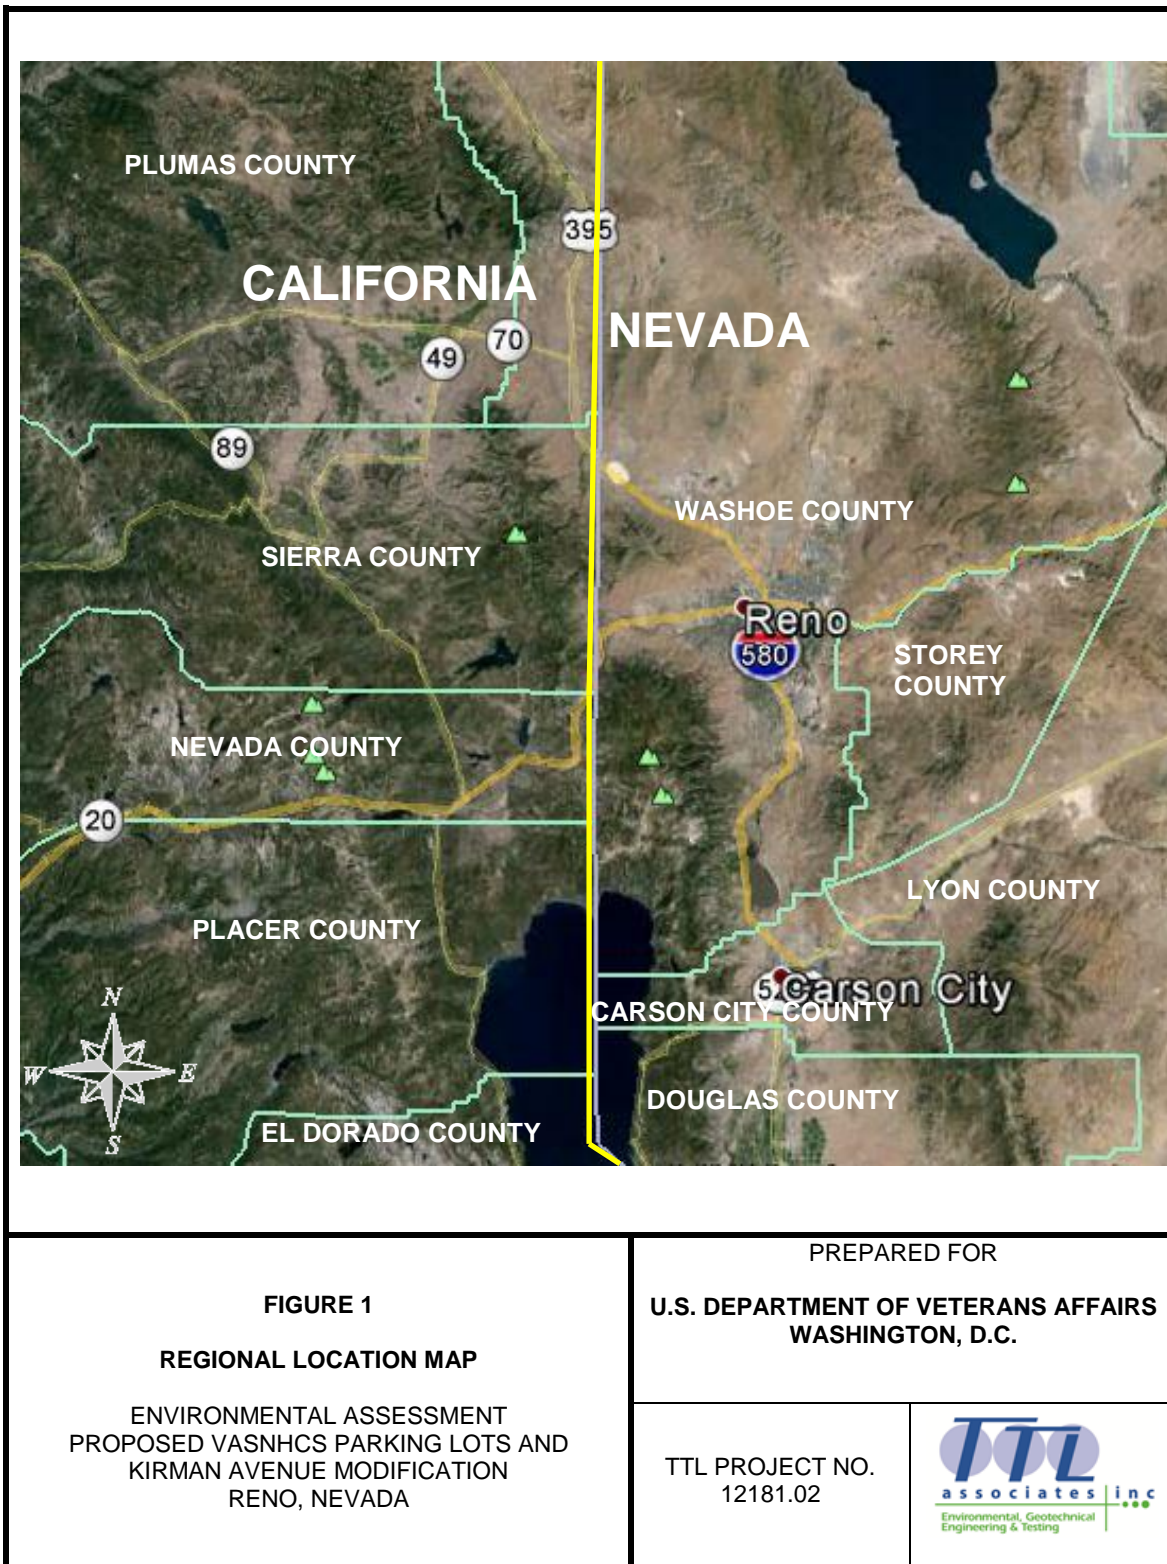 PLUMAS COUNTY
395
CALIFORNIA
NEVADA
70
49
89
WASHOE COUNTY
SIERRA COUNTY
Reno
580
STOREY
COUNTY
NEVADA COUNTY
20
LYON COUNTY
PLACER COUNTY
Carson City
N
CARSON CITY COUNTY
W
E
DOUGLAS COUNTY
EL DORADO COUNTY
S
FIGURE 1
REGIONAL LOCATION MAP
ENVIRONMENTAL ASSESSMENT
PROPOSED VASNHCS PARKING LOTS AND
KIRMAN AVENUE MODIFICATION
RENO, NEVADA
PREPARED FOR
U.S. DEPARTMENT OF VETERANS AFFAIRS
WASHINGTON, D.C.
TTL PROJECT NO.
12181.02
TTL
associates inc
Environmental, Geotechnical
Engineering & Testing